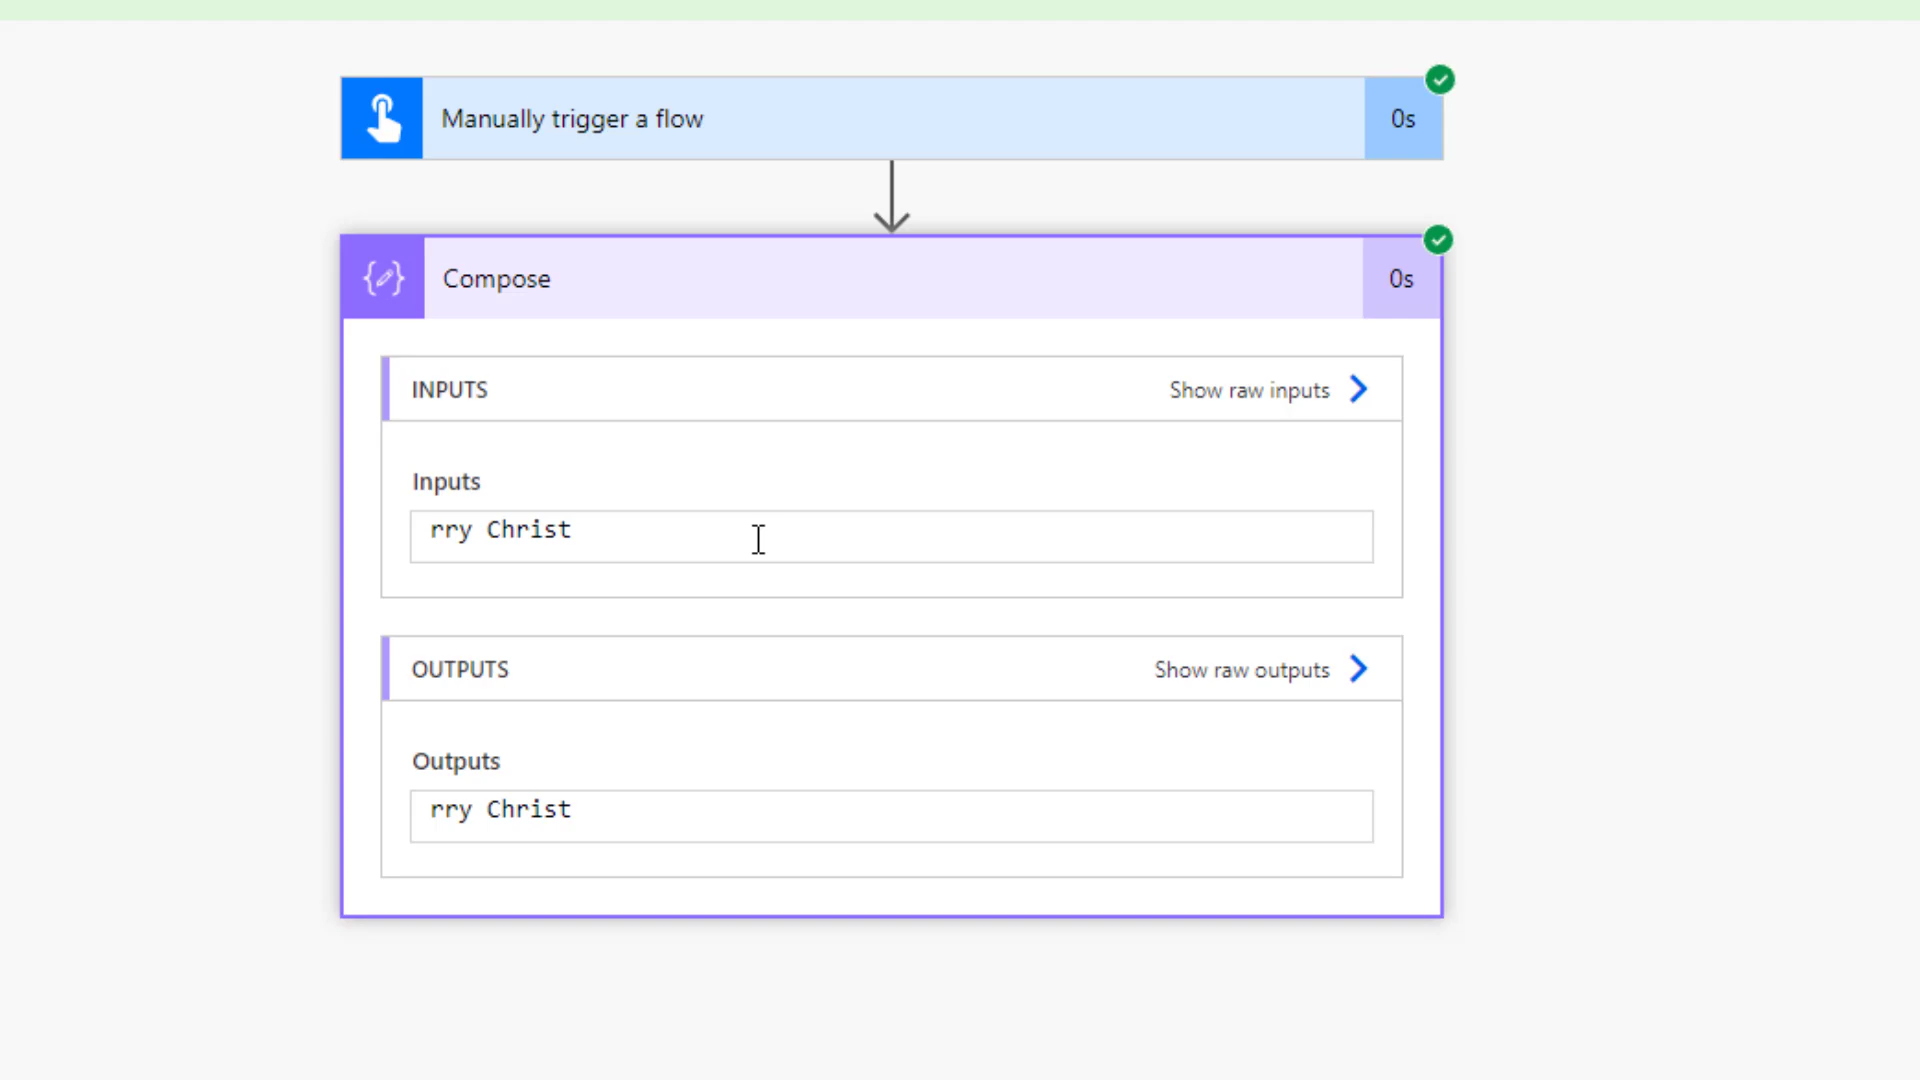 Manually trigger a flow
0s
Compose
0s
INPUTS
Show raw inputs
Inputs
rry Christ
OUTPUTS
Show raw outputs
Outputs
rry Christ